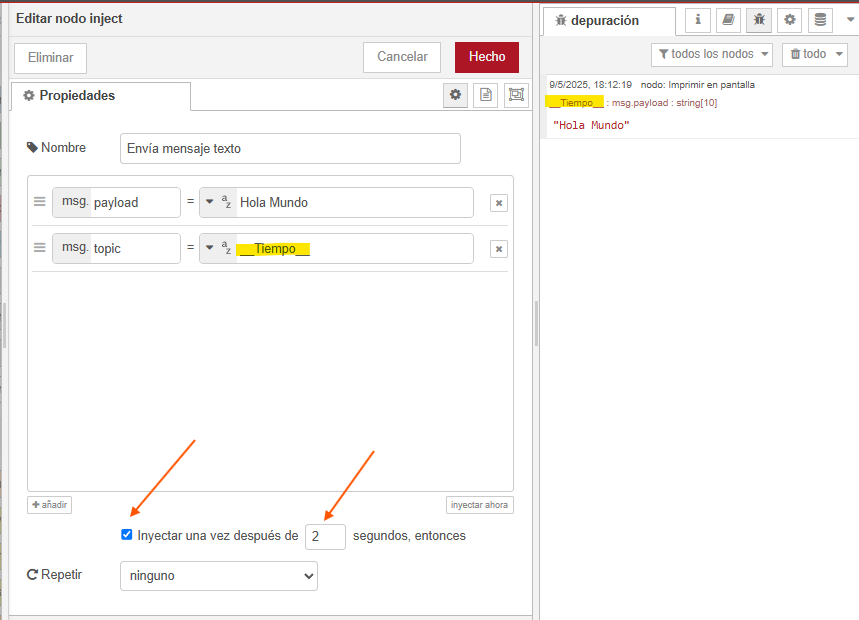 Editar nodo inject
Eliminar
Cancelar
Hecho
Propiedades
Nombre
Envía mensaje texto
msg. payload = az Hola Mundo
msg. topic = az __Tiempo__
añadir
inyectar ahora
Inyectar una vez después de 2 segundos, entonces
Repetir
ninguno
depuración
todos los nodos
todo
9/5/2025, 18:12:19 nodo: Imprimir en pantalla
__Tiempo__ : msg.payload : string[10]
"Hola Mundo"